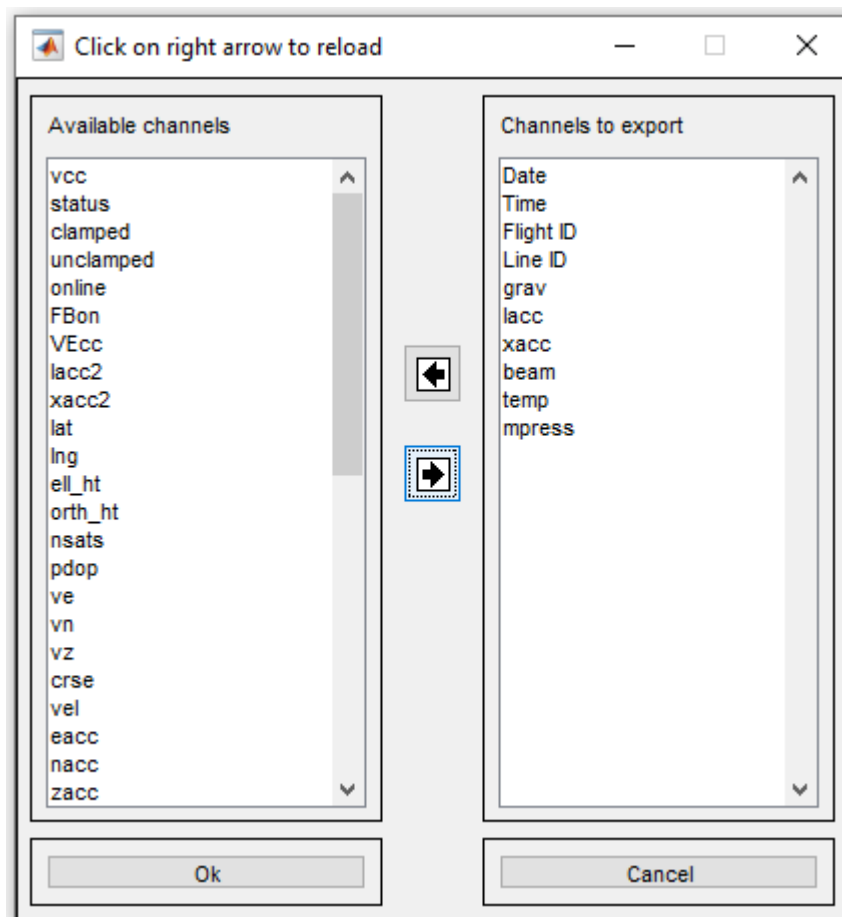 Click on right arrow to reload
Available channels
vcc
status
clamped
unclamped
online
FBon
VEcc
lacc2
xacc2
lat
lng
ell_ht
orth_ht
nsats
pdop
ve
vn
vz
crse
vel
eacc
nacc
zacc
Channels to export
Date
Time
Flight ID
Line ID
grav
lacc
xacc
beam
temp
mpress
Ok
Cancel